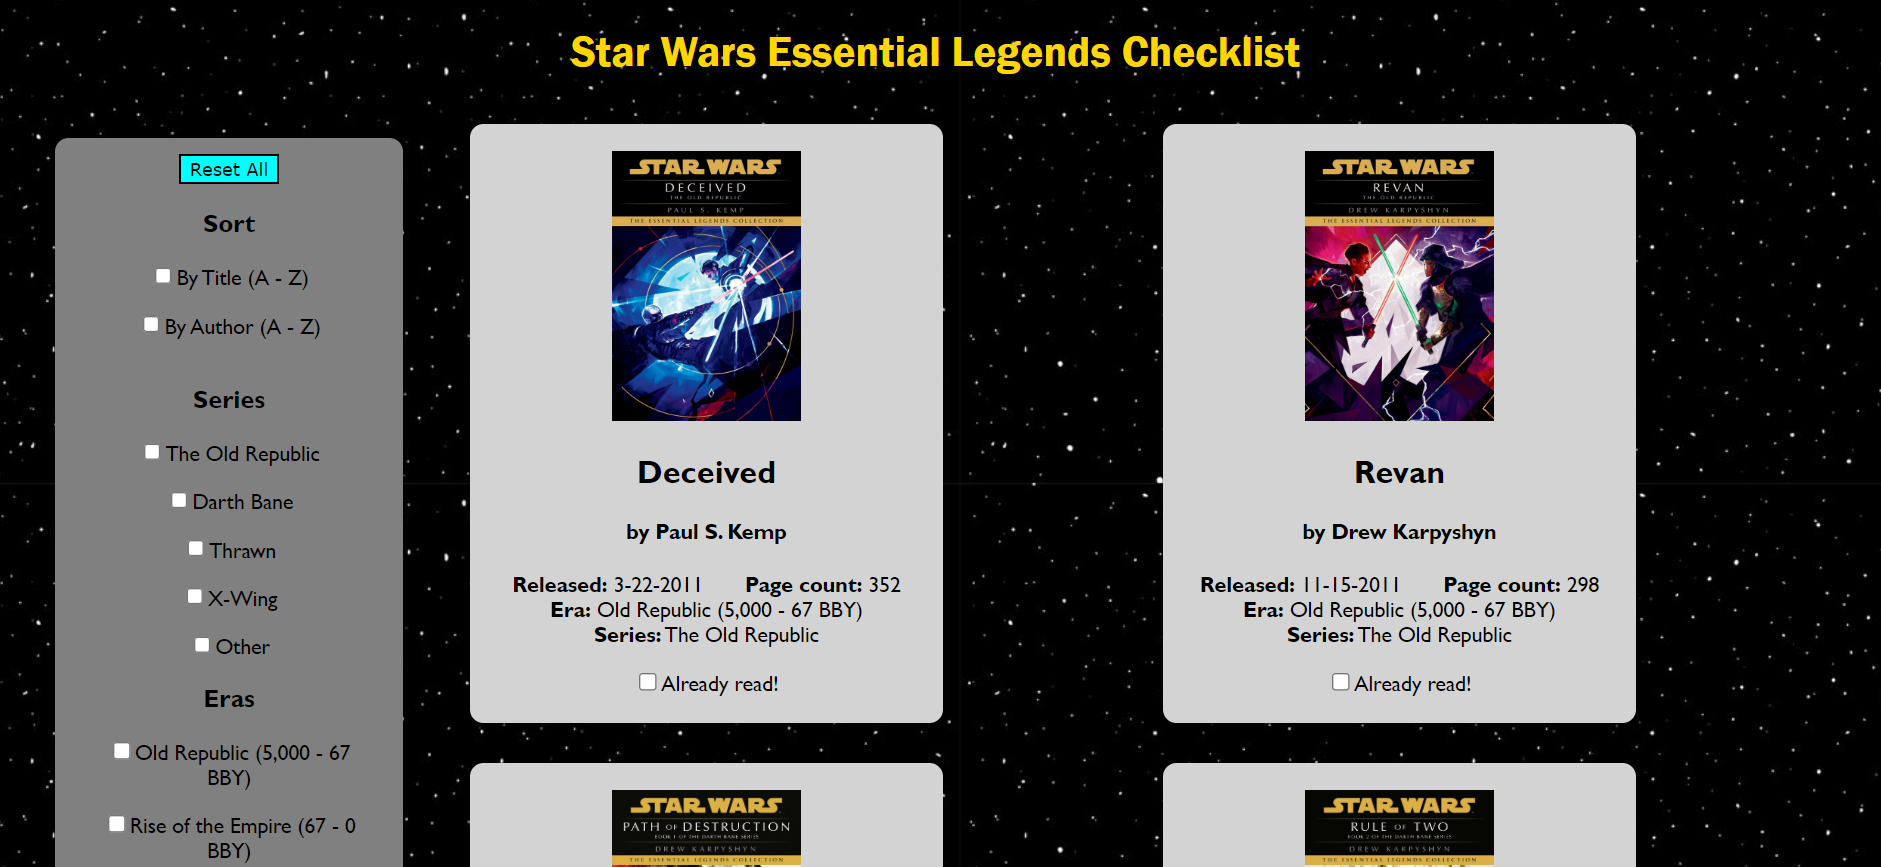 Star Wars Essential Legends Checklist
Reset All
Sort
By Title (A - Z)
By Author (A - Z)
Series
The Old Republic
Darth Bane
Thrawn
X-Wing
Other
Eras
Old Republic (5,000 - 67
BBY)
Rise of the Empire (67 - 0
BBY)
STAR WARS
DECEIVED
THE OLD REPUBLIC
PAUL S. KEMP
THE ESSENTIAL LEGENDS COLLECTION
Deceived
by Paul S. Kemp
Released: 3-22-2011 Page count: 352
Era: Old Republic (5,000 - 67 BBY)
Series: The Old Republic
Already read!
STAR WARS
REVAN
THE OLD REPUBLIC
DREW KARPYSHYN
THE ESSENTIAL LEGENDS COLLECTION
Revan
by Drew Karpyshyn
Released: 11-15-2011 Page count: 298
Era: Old Republic (5,000 - 67 BBY)
Series: The Old Republic
Already read!
STAR WARS
PATH OF DESTRUCTION
BOOK 1 OF THE DARTH BANE SERIES
DREW KARPYSHYN
THE ESSENTIAL LEGENDS COLLECTION
STAR WARS
RULE OF TWO
BOOK 2 OF THE DARTH BANE SERIES
DREW KARPYSHYN
THE ESSENTIAL LEGENDS COLLECTION